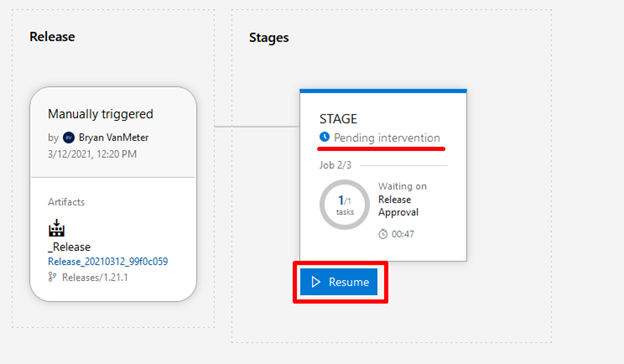 Release
Manually triggered
by BV Bryan VanMeter
3/12/2021, 12:20 PM
Artifacts
_Release
Release_20210312_99f0c059
Releases/1.21.1
Stages
STAGE
Pending intervention
Job 2/3
1/1
tasks
Waiting on
Release
Approval
00:47
Resume